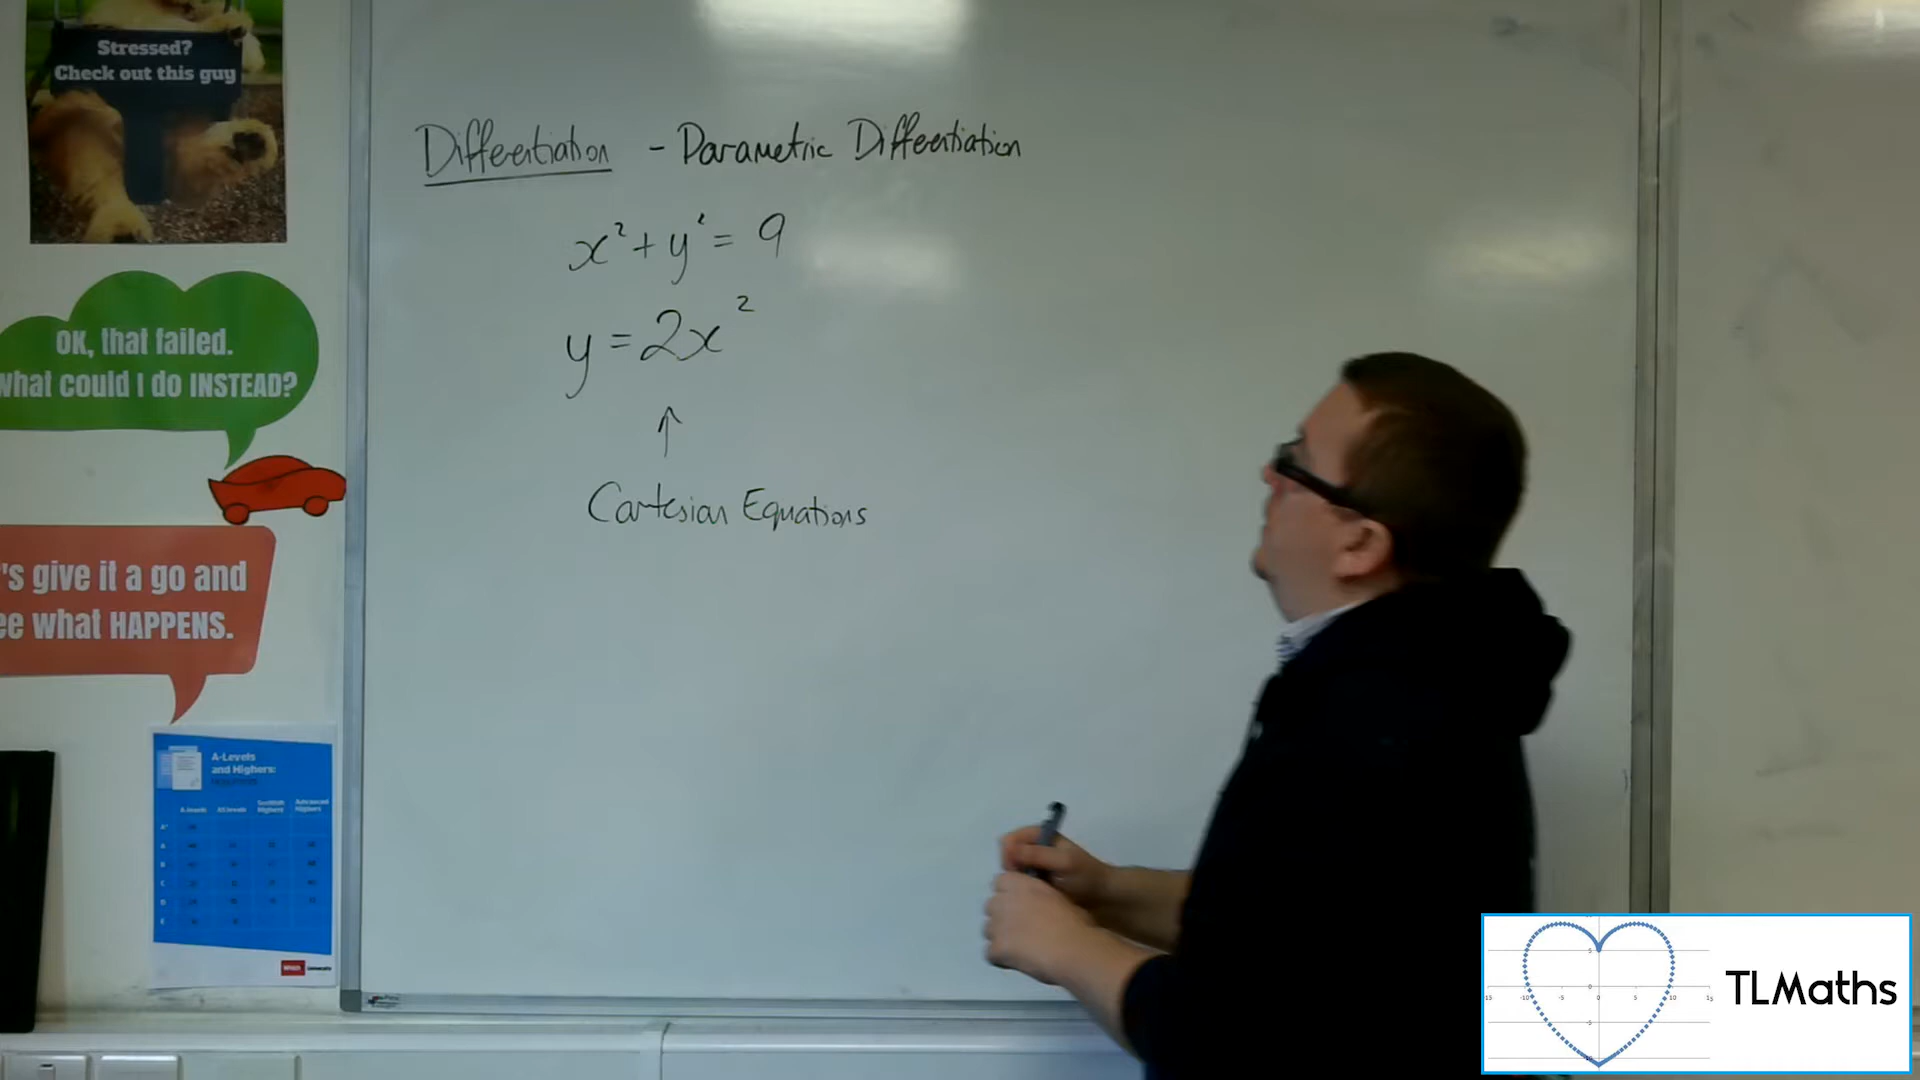 Stressed?
Check out this guy
Differentiation - Parametric Differentiation
x² + y² = 9
y = 2x²
↑
Cartesian Equations
OK, that failed.
what could I do INSTEAD?
's give it a go and
ee what HAPPENS.
A-Levels
and Highers:
TLMaths